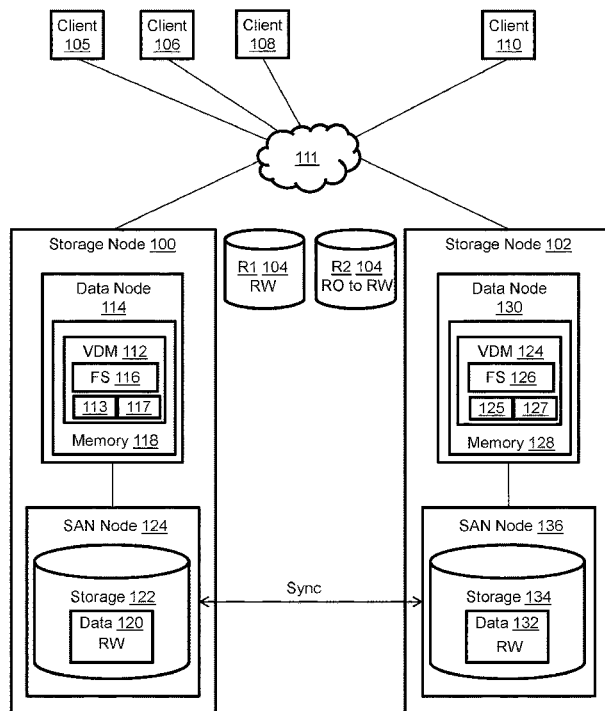 Client
105
Client
106
Client
108
Client
110
111
Storage Node 100
R1 104
RW
R2 104
RO to RW
Storage Node 102
Data Node
114
VDM 112
FS 116
113 117
Memory 118
Data Node
130
VDM 124
FS 126
125 127
Memory 128
SAN Node 124
Storage 122
Data 120
RW
Sync
SAN Node 136
Storage 134
Data 132
RW